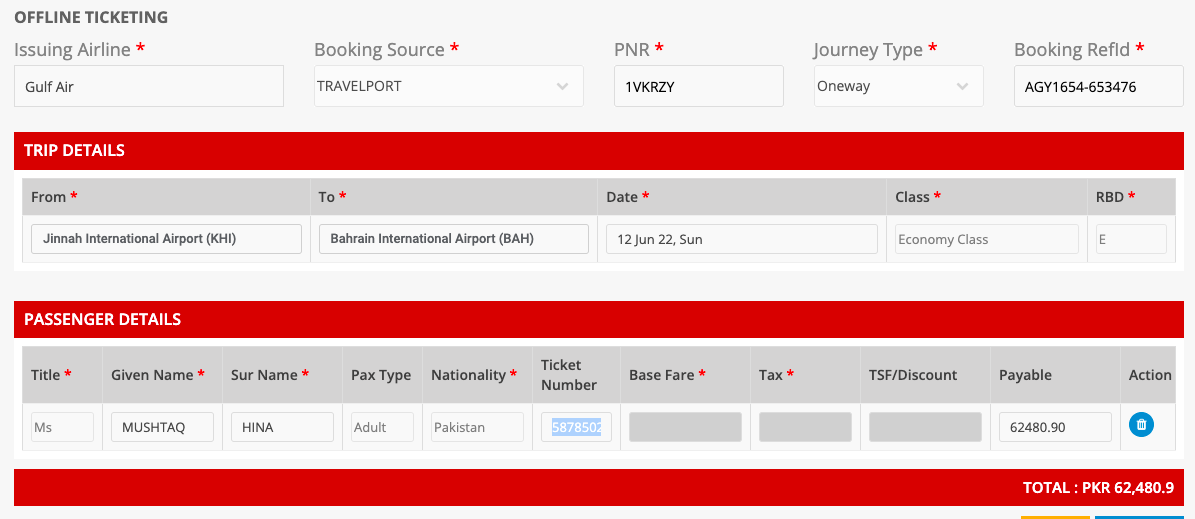 OFFLINE TICKETING
Issuing Airline * Booking Source * PNR * Journey Type * Booking RefId *
Gulf Air TRAVELPORT 1VKRZY Oneway AGY1654-653476
TRIP DETAILS
From * To * Date * Class * RBD *
Jinnah International Airport (KHI) Bahrain International Airport (BAH) 12 Jun 22, Sun Economy Class E
PASSENGER DETAILS
Title * Given Name * Sur Name * Pax Type Nationality * Ticket Number Base Fare * Tax * TSF/Discount Payable Action
Ms MUSHTAQ HINA Adult Pakistan 5878502 62480.90
TOTAL : PKR 62,480.9